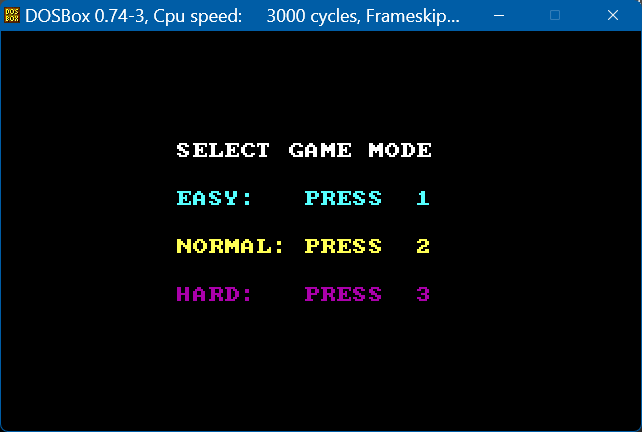 DOSBox 0.74-3, Cpu speed: 3000 cycles, Frameskip...
SELECT GAME MODE
EASY: PRESS 1
NORMAL: PRESS 2
HARD: PRESS 3